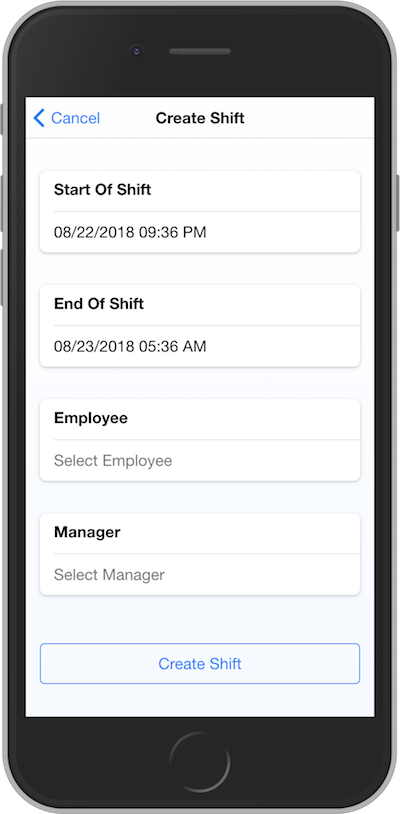 Cancel
Create Shift
Start Of Shift
08/22/2018 09:36 PM
End Of Shift
08/23/2018 05:36 AM
Employee
Select Employee
Manager
Select Manager
Create Shift